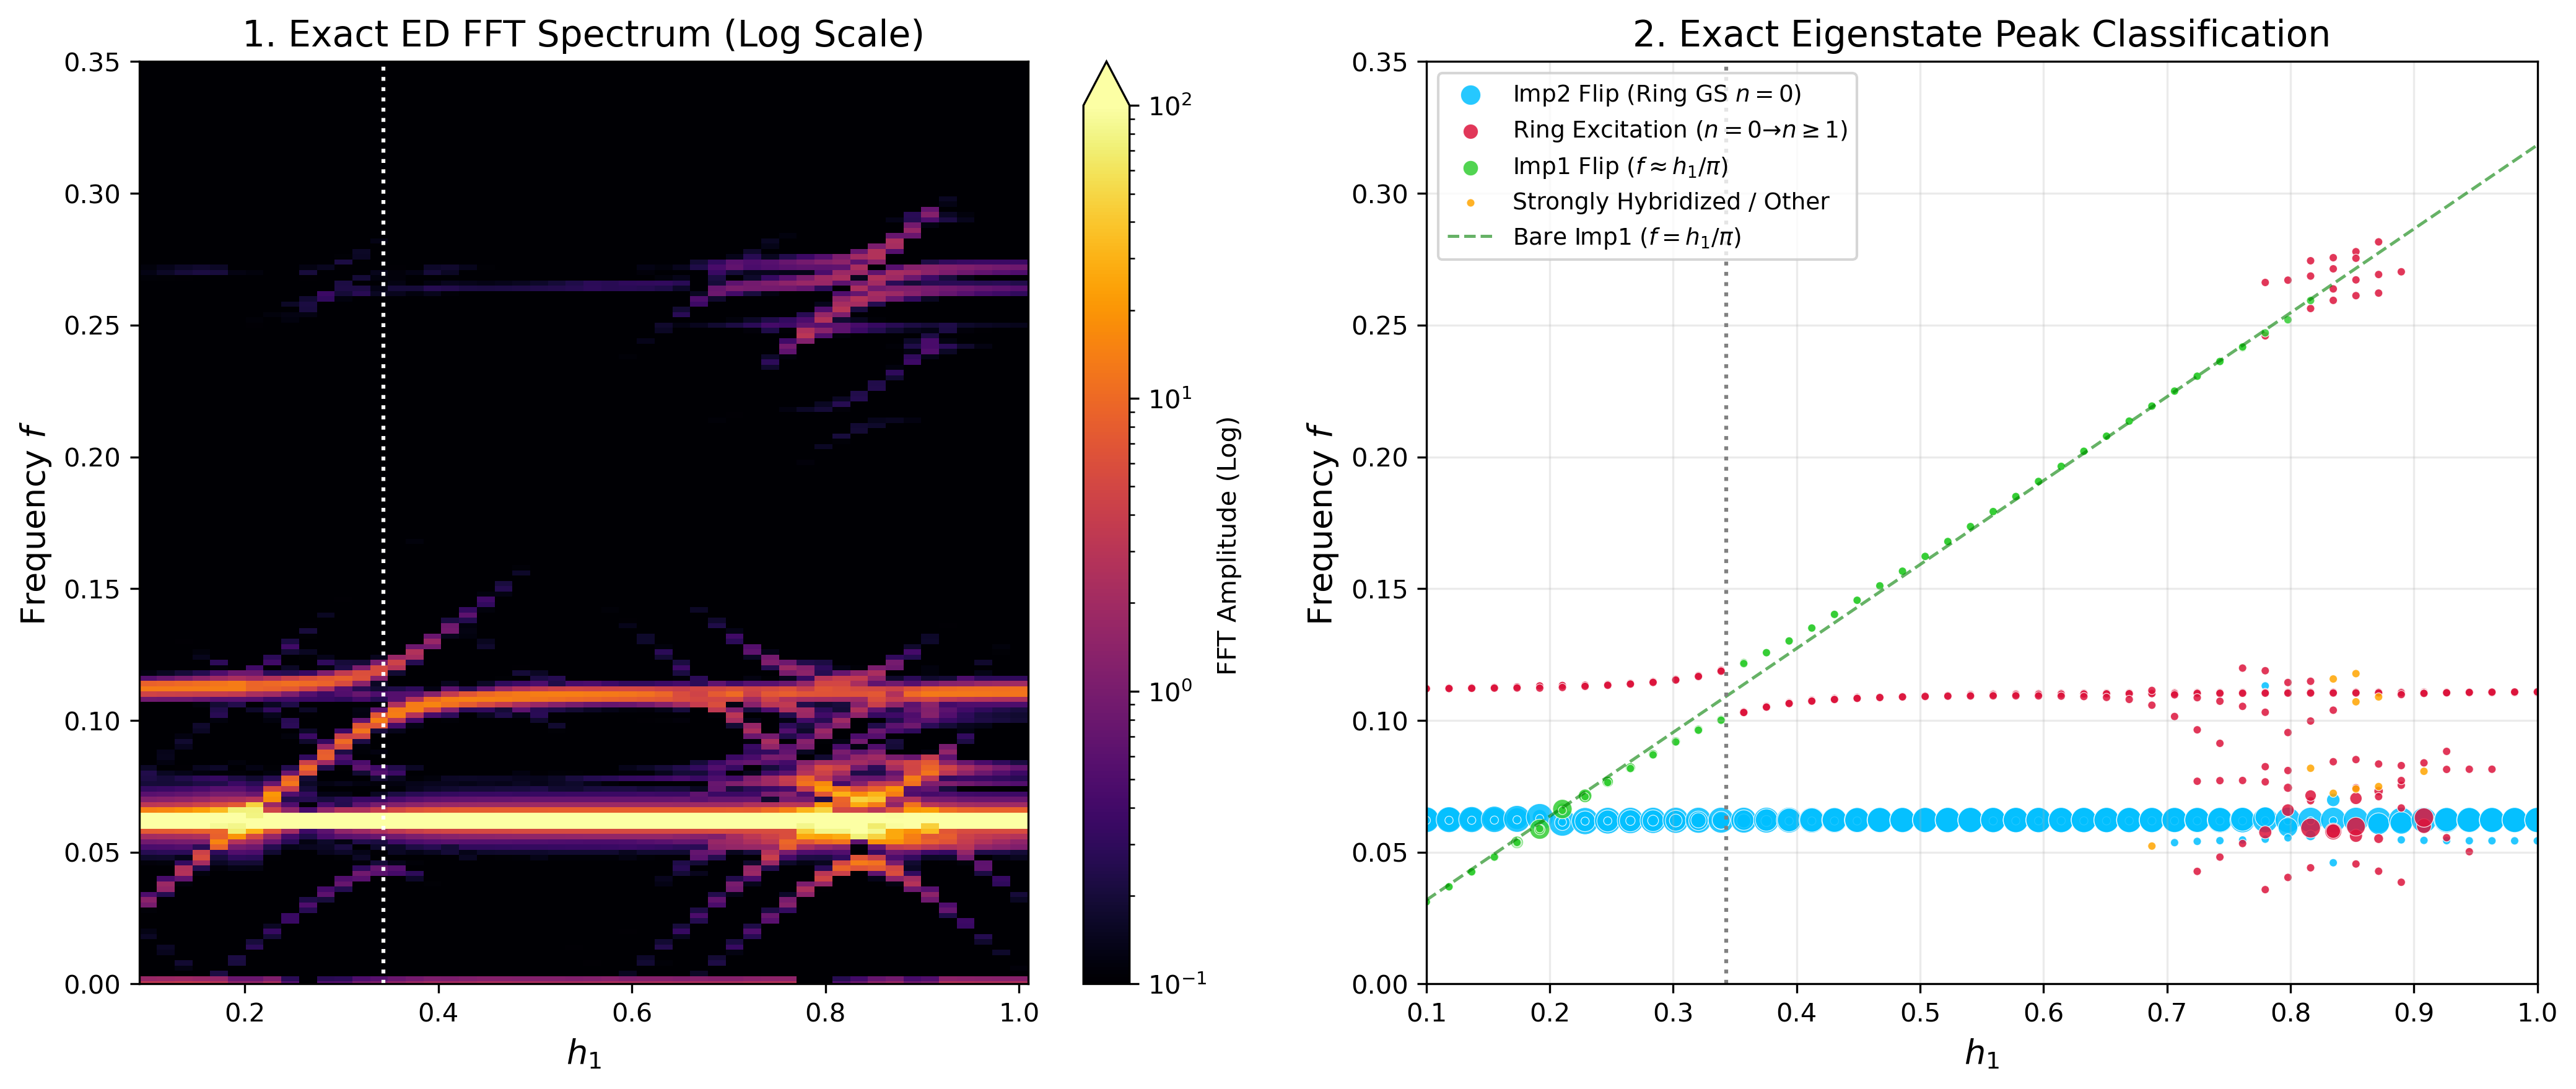 1. Exact ED FFT Spectrum (Log Scale)
Frequency f
0.35
0.30
0.25
0.20
0.15
0.10
0.05
0.00
0.2 0.4 0.6 0.8 1.0
h₁
10²
10¹
10⁰
10⁻¹
FFT Amplitude (Log)
2. Exact Eigenstate Peak Classification
Frequency f
0.35
0.30
0.25
0.20
0.15
0.10
0.05
0.00
Imp2 Flip (Ring GS n = 0)
Ring Excitation (n = 0→n ≥ 1)
Imp1 Flip (f ≈ h₁/π)
Strongly Hybridized / Other
Bare Imp1 (f = h₁/π)
0.1 0.2 0.3 0.4 0.5 0.6 0.7 0.8 0.9 1.0
h₁